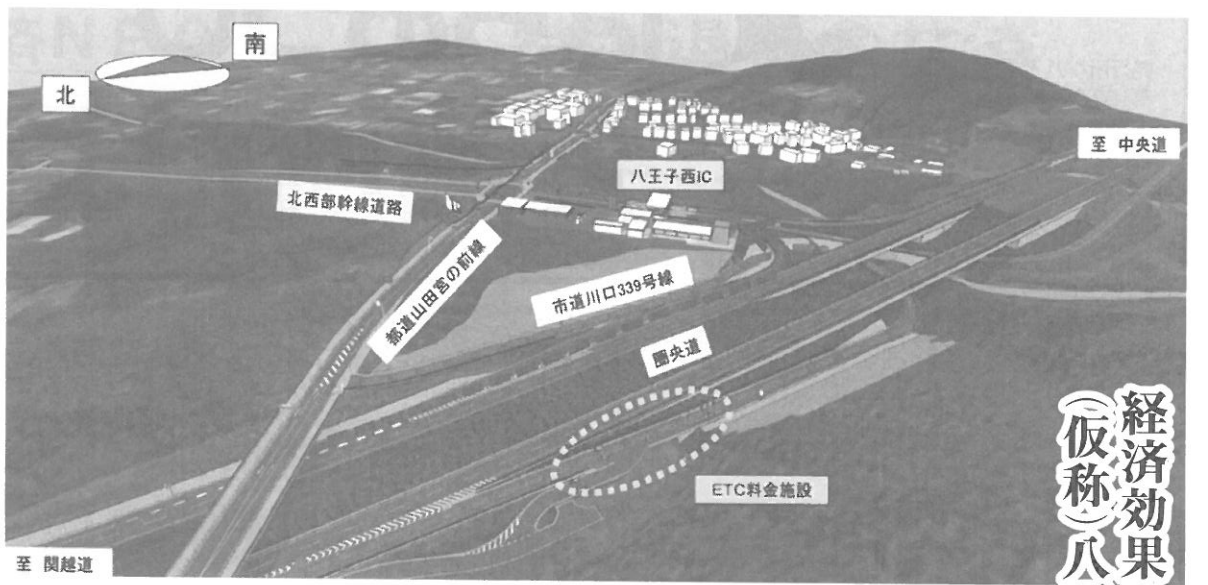 南
北
至 中央道
八王子西IC
北西部幹線道路
都道山田宮の前線
市道川口339号線
圏央道
ETC料金施設
至 関越道
経済効果
(仮称)八